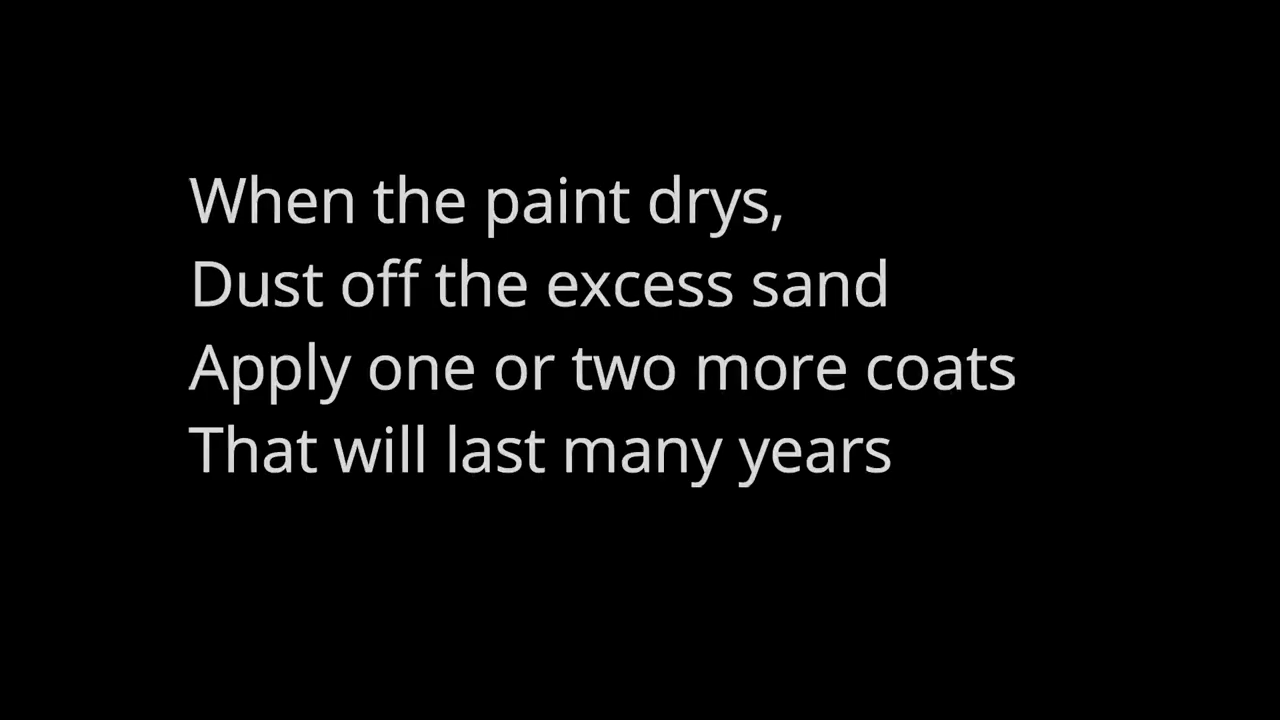 When the paint drys,
Dust off the excess sand
Apply one or two more coats
That will last many years